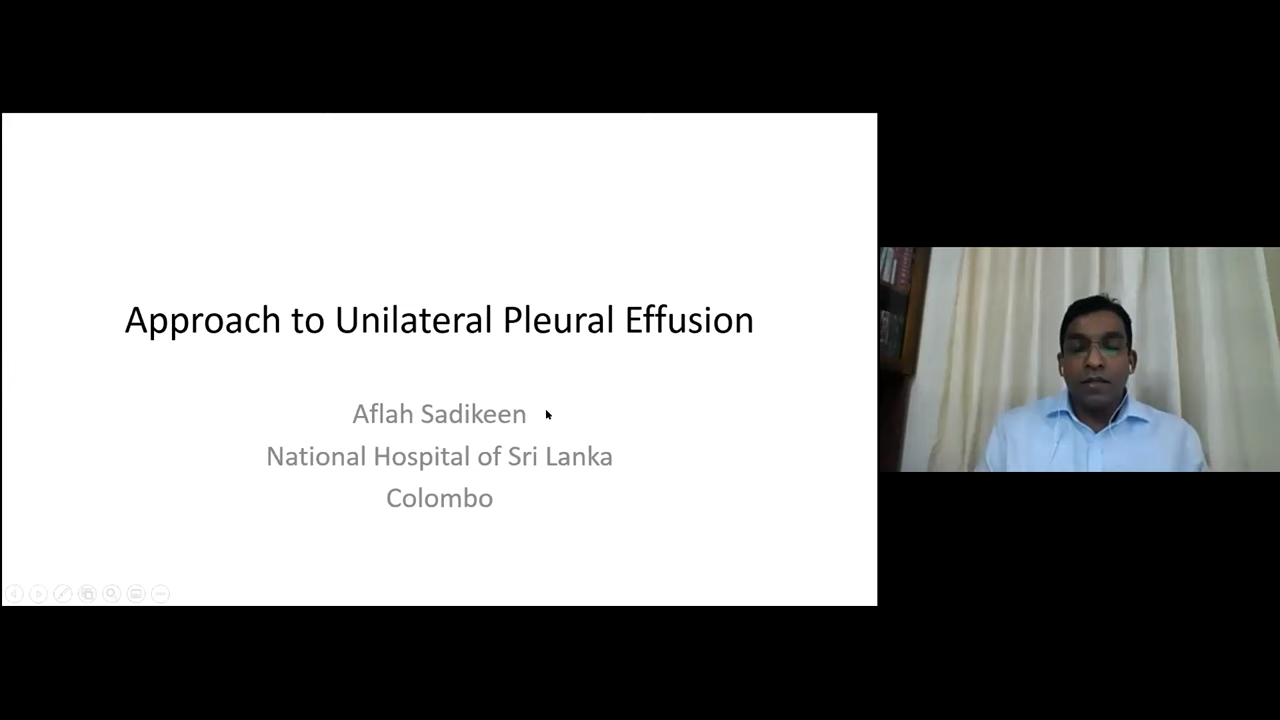 Approach to Unilateral Pleural Effusion
Aflah Sadikeen
National Hospital of Sri Lanka
Colombo